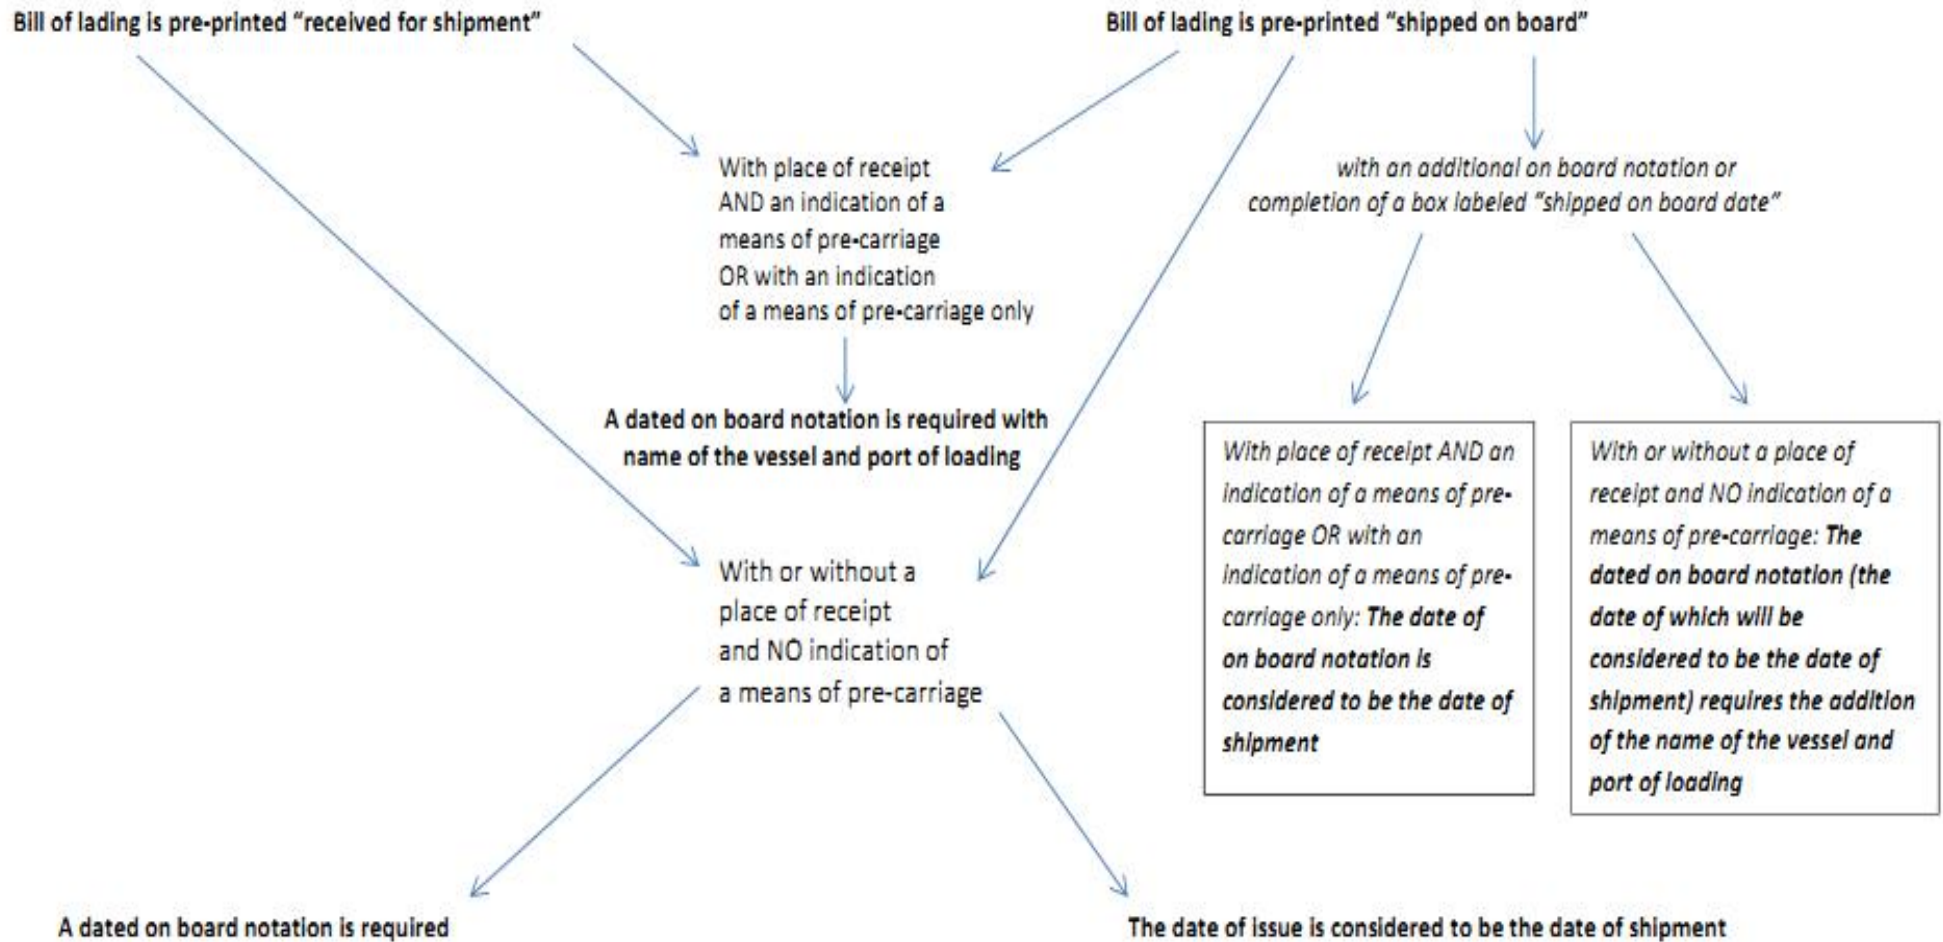 Bill of lading is pre-printed “received for shipment”
Bill of lading is pre-printed “shipped on board”
With place of receipt
AND an indication of a
means of pre-carriage
OR with an indication
of a means of pre-carriage only
with an additional on board notation or
completion of a box labeled “shipped on board date”
A dated on board notation is required with
name of the vessel and port of loading
With place of receipt AND an
indication of a means of pre-
carriage OR with an
indication of a means of pre-
carriage only: The date of
on board notation is
considered to be the date of
shipment
With or without a place of
receipt and NO indication of a
means of pre-carriage: The
dated on board notation (the
date of which will be
considered to be the date of
shipment) requires the addition
of the name of the vessel and
port of loading
With or without a
place of receipt
and NO indication of
a means of pre-carriage
A dated on board notation is required
The date of issue is considered to be the date of shipment